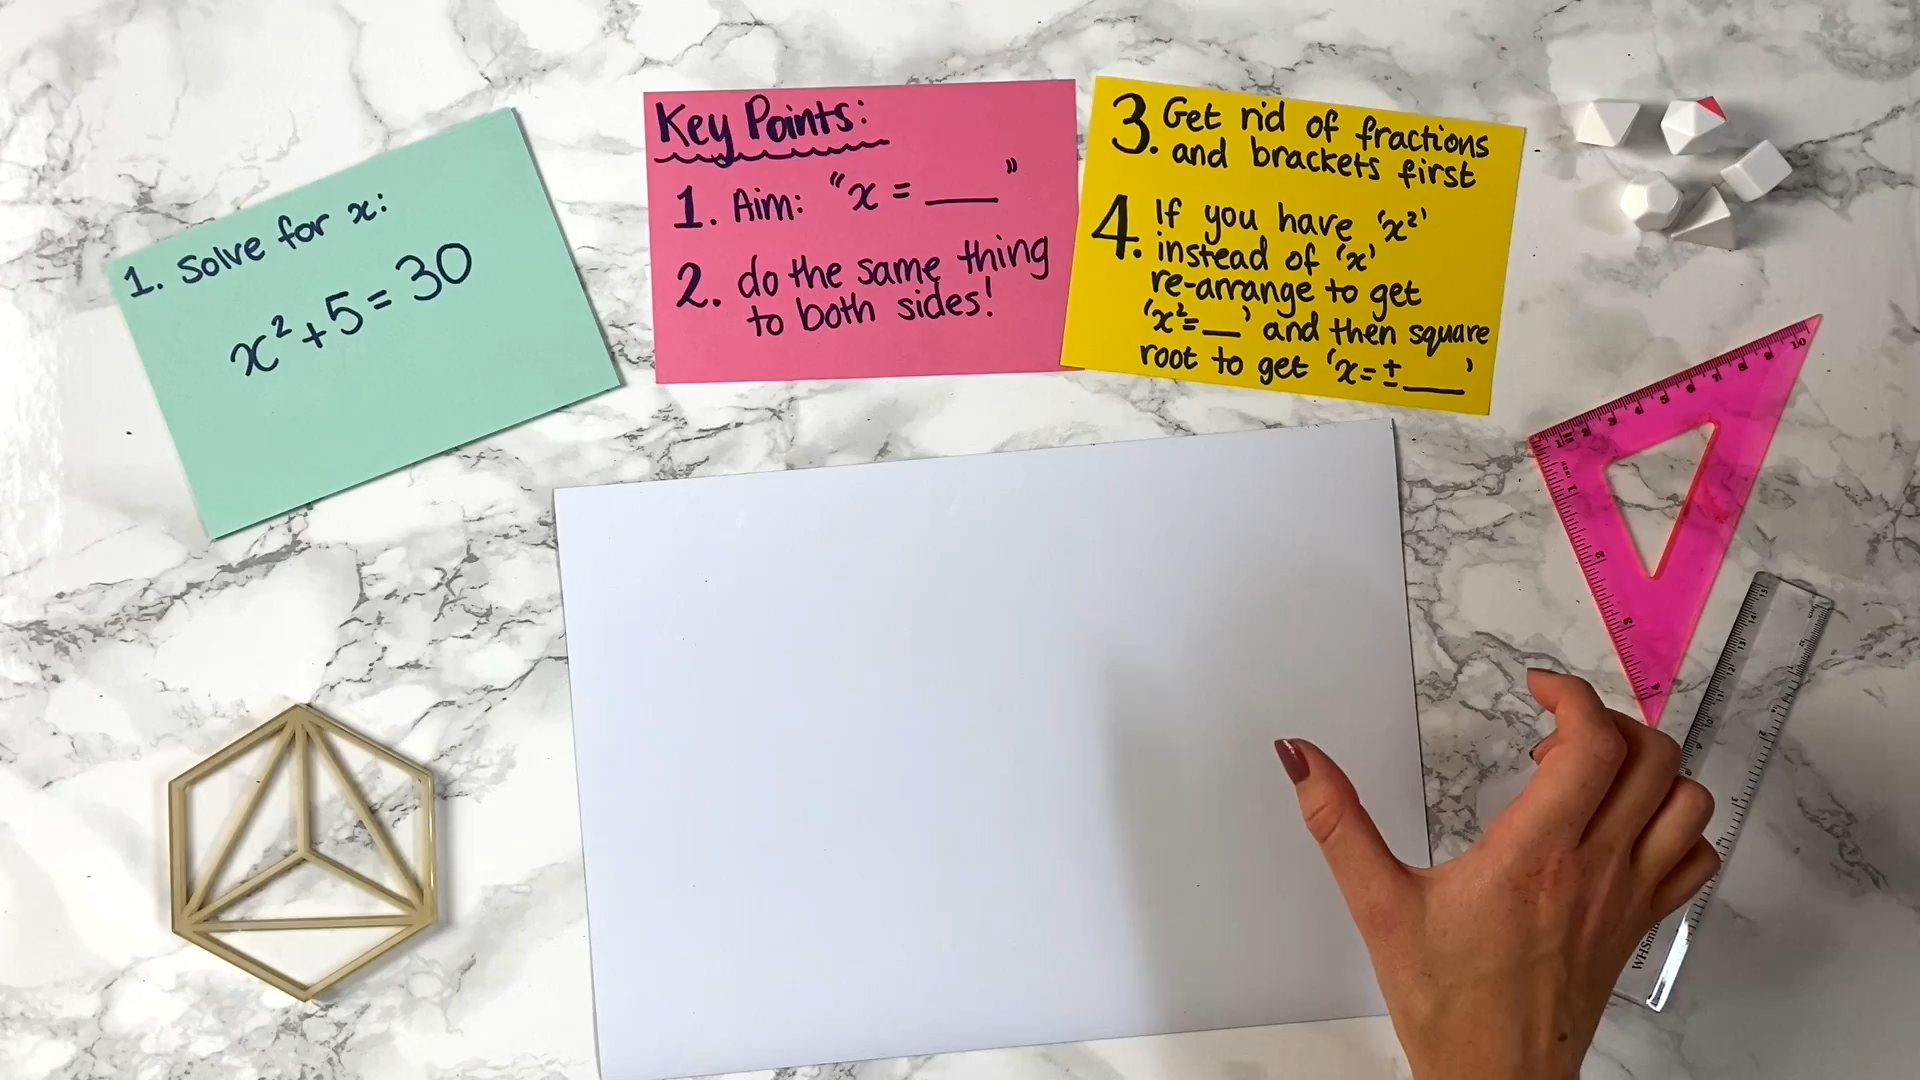 1. Solve for x:
x² + 5 = 30
Key Points:
1. Aim: "x = ___"
2. do the same thing
to both sides!
3. Get rid of fractions
and brackets first
4. If you have 'x²'
instead of 'x'
re-arrange to get
'x²=__' and then square
root to get 'x=±___'